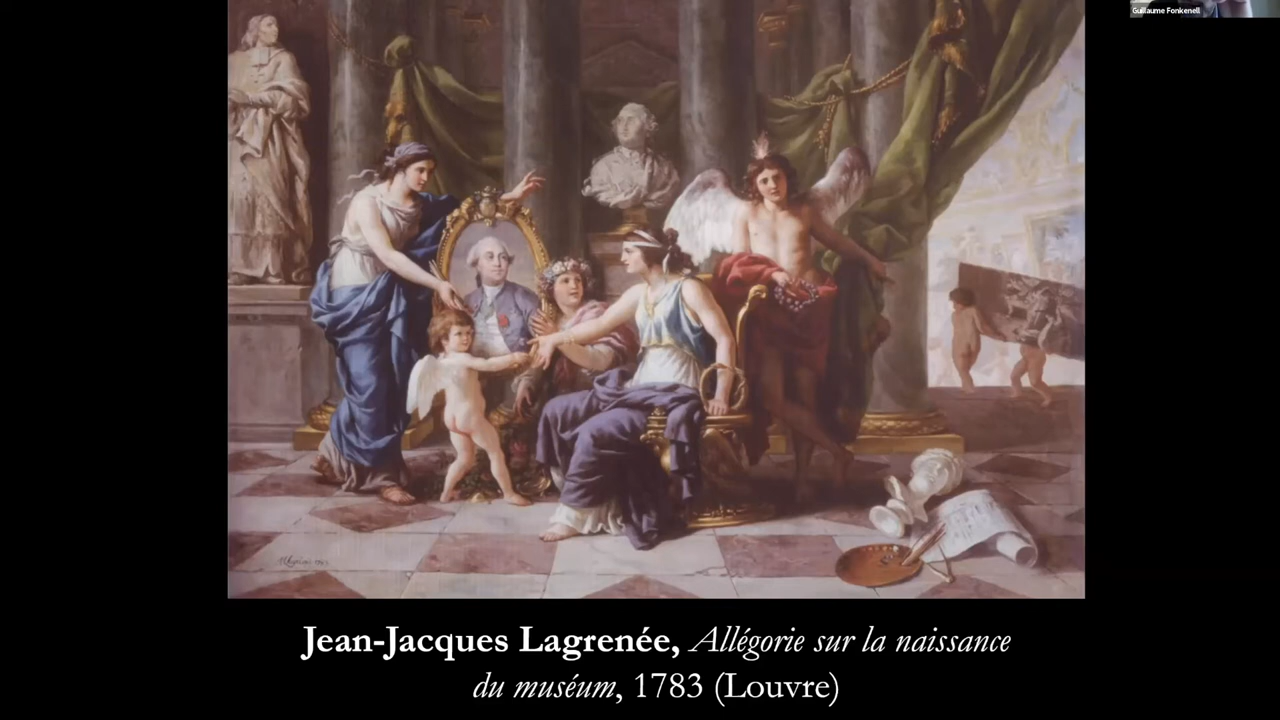 Guillaume Fonkenell
Jean-Jacques Lagrenée, Allégorie sur la naissance
du muséum, 1783 (Louvre)